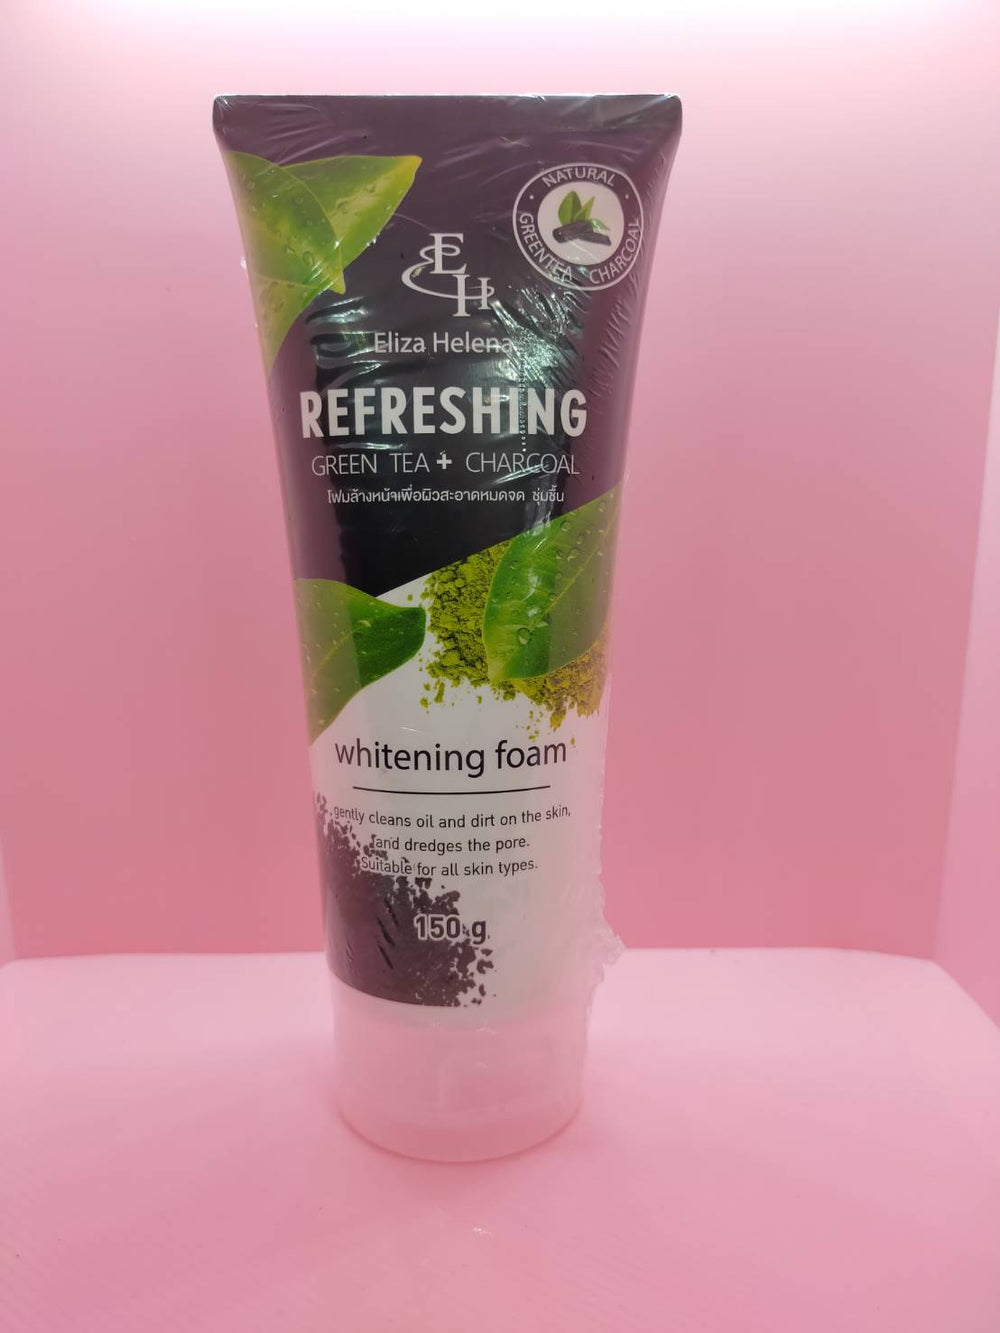 NATURAL
GREENTEA CHARCOAL
EH
Eliza Helena
REFRESHING
GREEN TEA + CHARCOAL
โฟมล้างหน้าเพื่อผิวสะอาดหมดจด ชุ่มชื้น
whitening foam
gently cleans oil and dirt on the skin,
and dredges the pore.
Suitable for all skin types.
150 g.